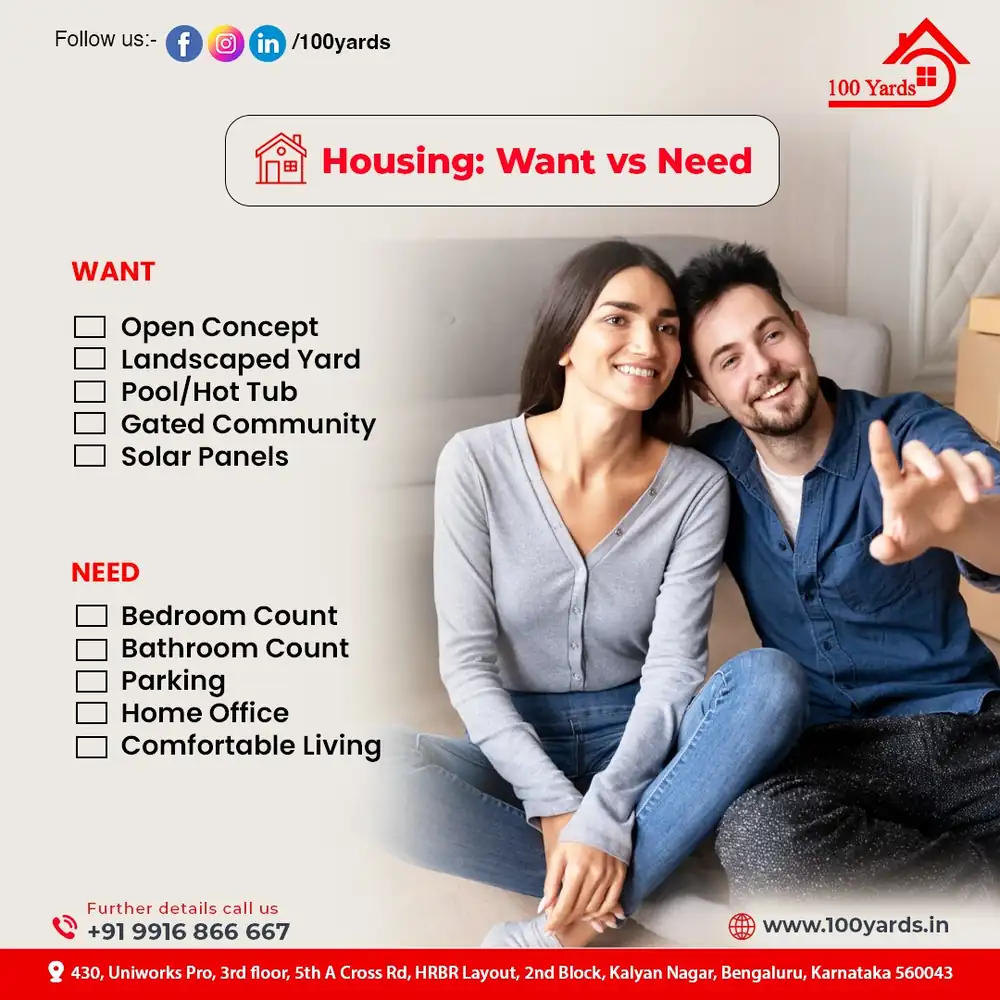 Follow us:- /100yards
100 Yards
Housing: Want vs Need
WANT
Open Concept
Landscaped Yard
Pool/Hot Tub
Gated Community
Solar Panels
NEED
Bedroom Count
Bathroom Count
Parking
Home Office
Comfortable Living
Further details call us
+91 9916 866 667
www.100yards.in
430, Uniworks Pro, 3rd floor, 5th A Cross Rd, HRBR Layout, 2nd Block, Kalyan Nagar, Bengaluru, Karnataka 560043